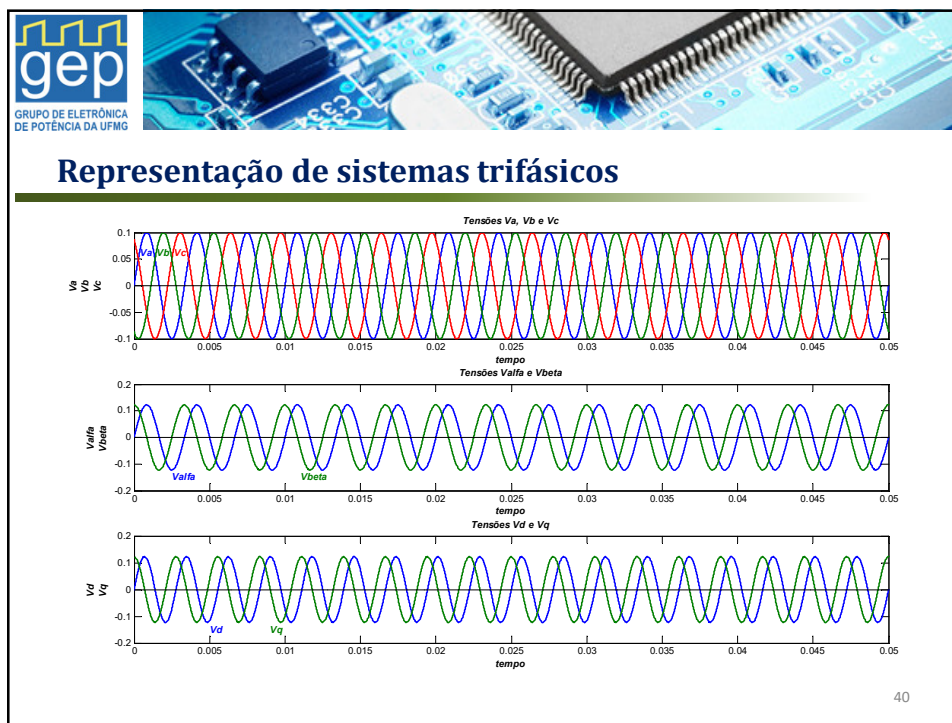 gep
GRUPO DE ELETRÔNICA
DE POTÊNCIA DA UFMG
Representação de sistemas trifásicos
Tensões Va, Vb e Vc
Va
Vb
Vc
0.1
0.05
0
-0.05
-0.1
Va Vb Vc
0 0.005 0.01 0.015 0.02 0.025 0.03 0.035 0.04 0.045 0.05
tempo
Tensões Valfa e Vbeta
Valfa
Vbeta
0.2
0.1
0
-0.1
-0.2
Valfa Vbeta
0 0.005 0.01 0.015 0.02 0.025 0.03 0.035 0.04 0.045 0.05
tempo
Tensões Vd e Vq
Vd
Vq
0.2
0.1
0
-0.1
-0.2
Vd Vq
0 0.005 0.01 0.015 0.02 0.025 0.03 0.035 0.04 0.045 0.05
tempo
40